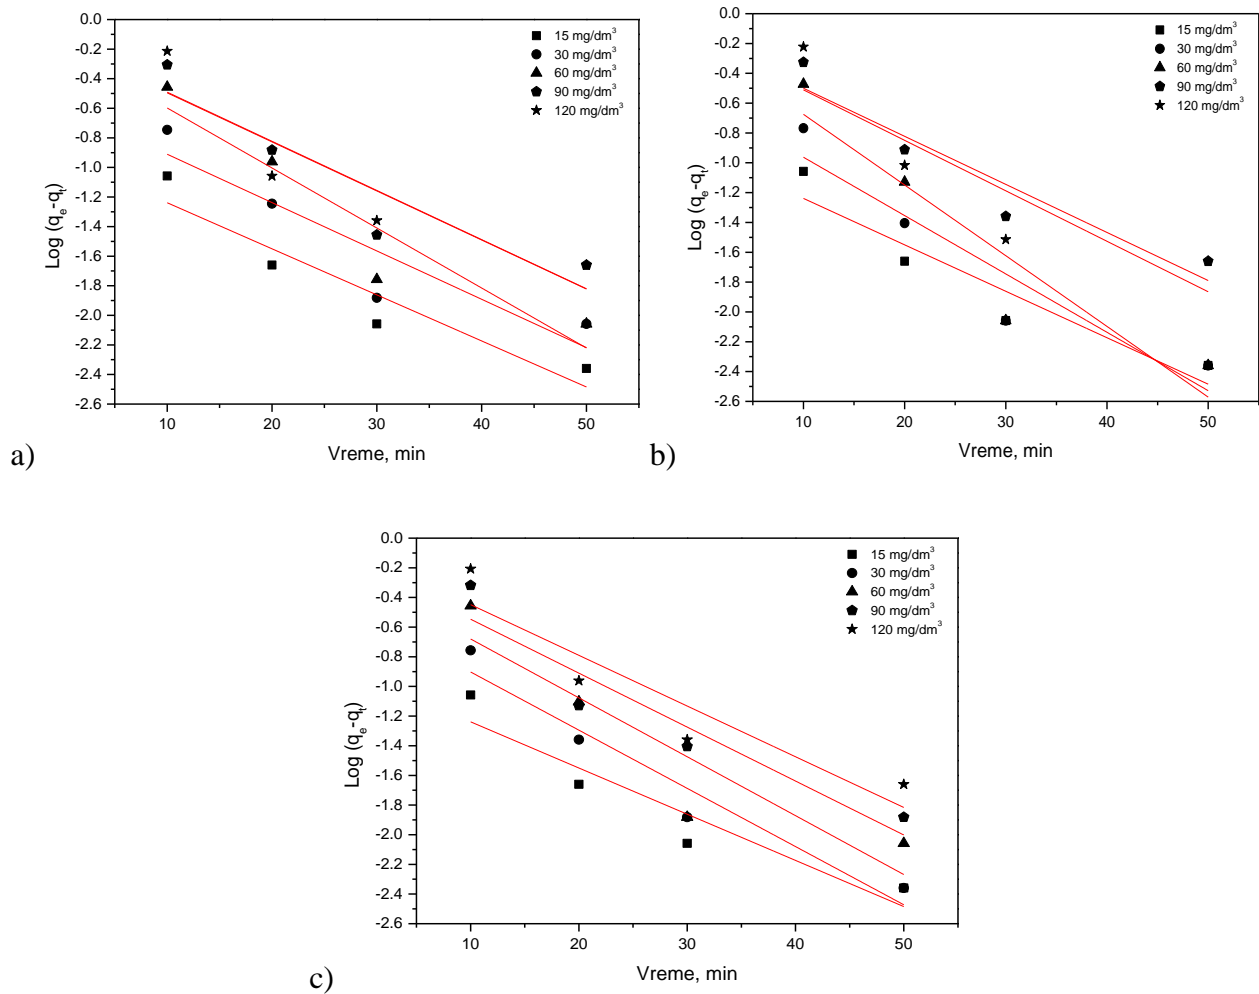 0.0
-0.2
-0.4
-0.6
-0.8
-1.0
-1.2
-1.4
-1.6
-1.8
-2.0
-2.2
-2.4
-2.6
Log (qe-qt)
15 mg/dm3
30 mg/dm3
60 mg/dm3
90 mg/dm3
120 mg/dm3
10 20 30 40 50
Vreme, min
a)
0.0
-0.2
-0.4
-0.6
-0.8
-1.0
-1.2
-1.4
-1.6
-1.8
-2.0
-2.2
-2.4
-2.6
Log (qe-qt)
15 mg/dm3
30 mg/dm3
60 mg/dm3
90 mg/dm3
120 mg/dm3
10 20 30 40 50
Vreme, min
b)
0.0
-0.2
-0.4
-0.6
-0.8
-1.0
-1.2
-1.4
-1.6
-1.8
-2.0
-2.2
-2.4
-2.6
Log (qe-qt)
15 mg/dm3
30 mg/dm3
60 mg/dm3
90 mg/dm3
120 mg/dm3
10 20 30 40 50
Vreme, min
c)